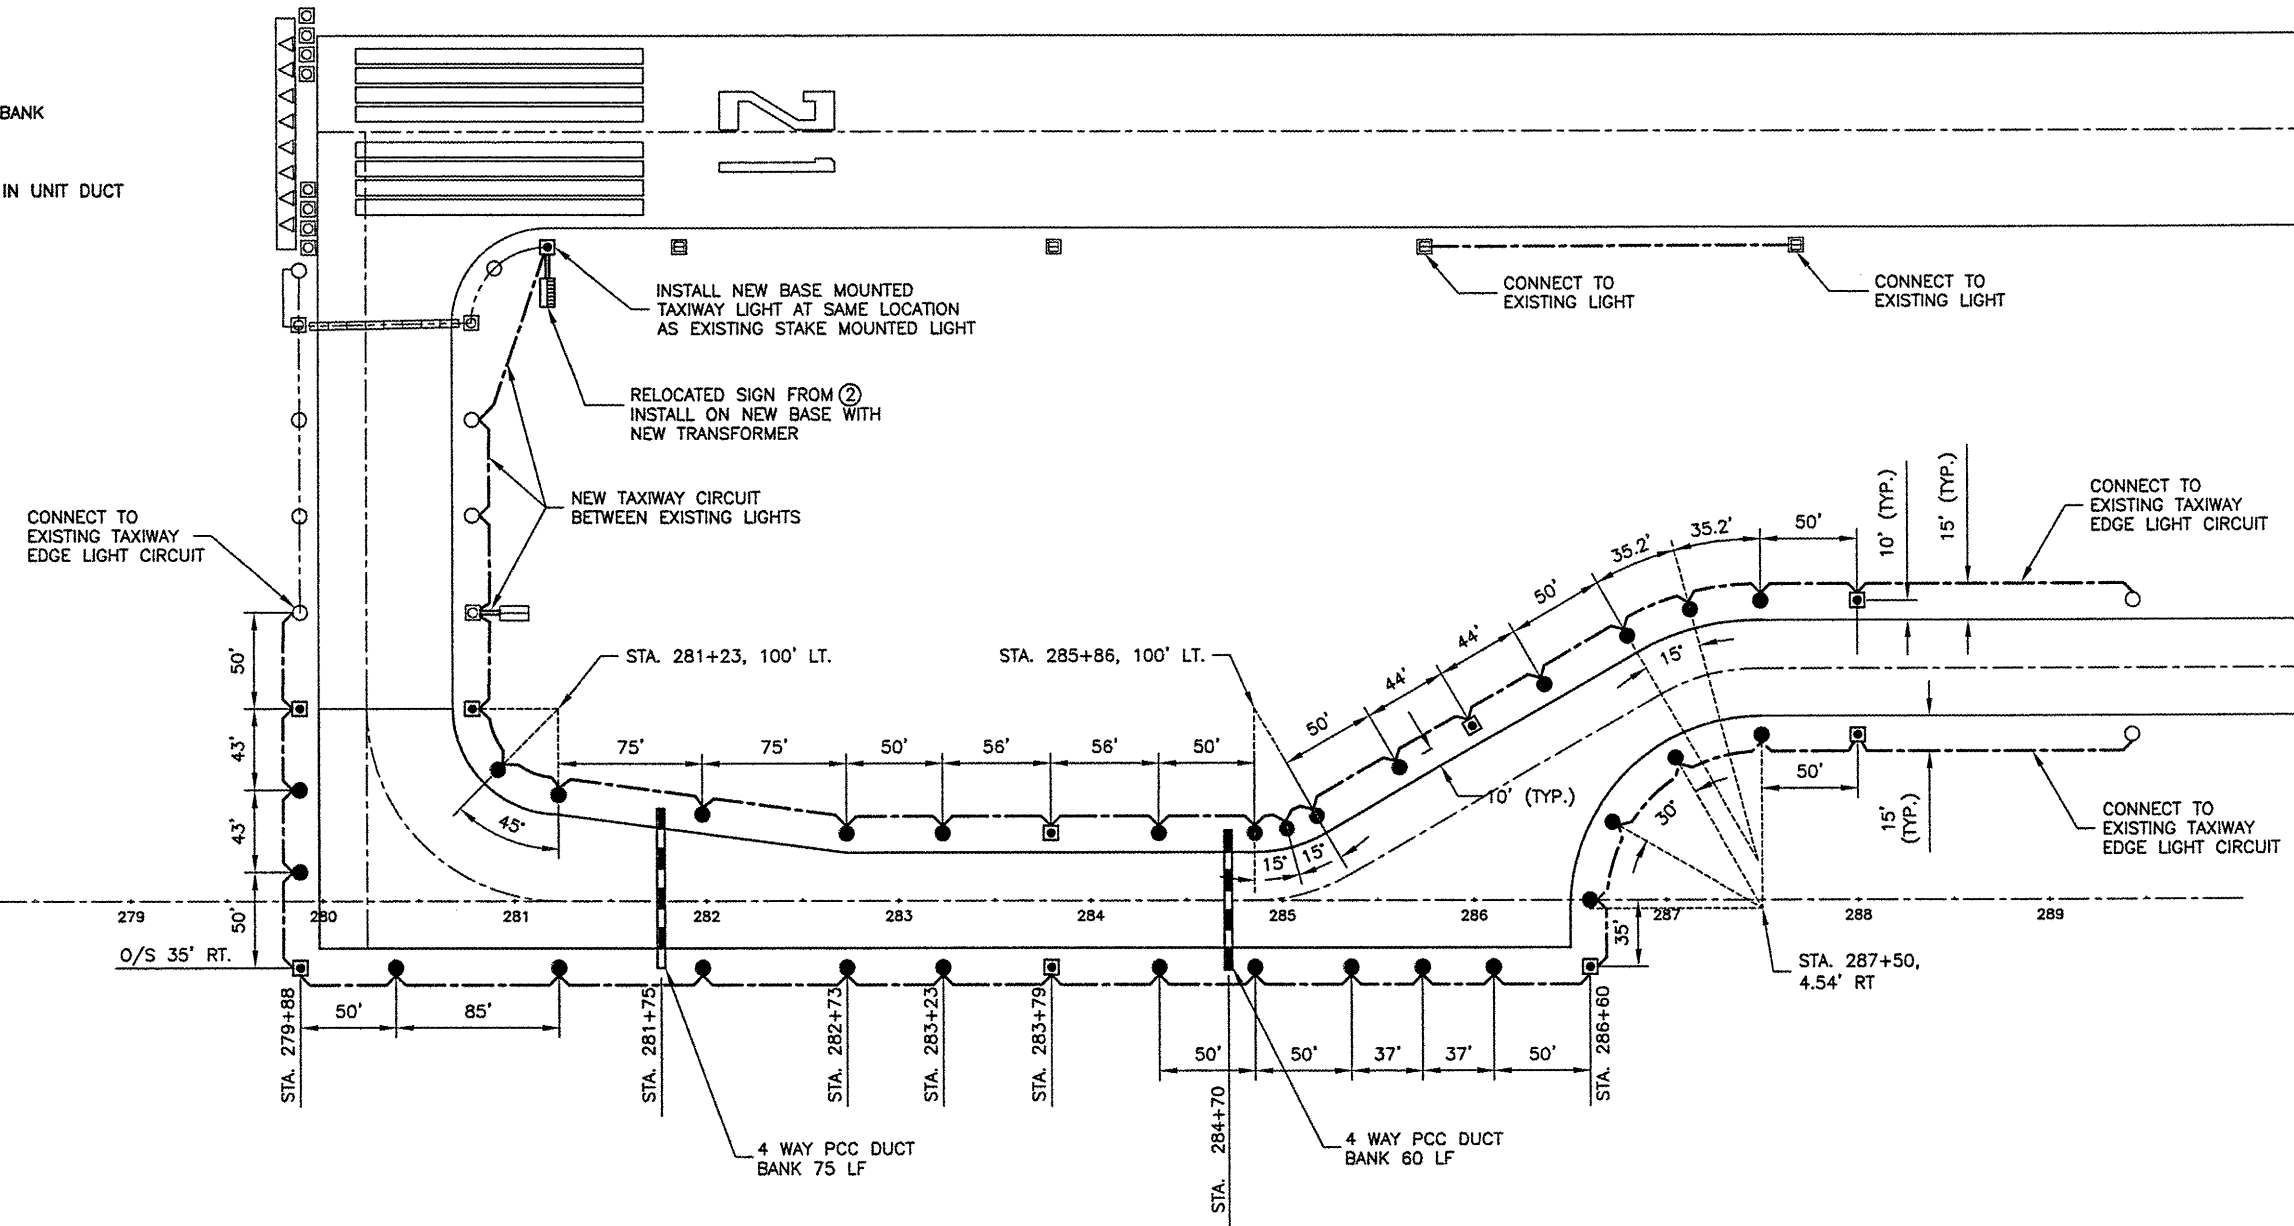 BANK
IN UNIT DUCT
12
INSTALL NEW BASE MOUNTED
TAXIWAY LIGHT AT SAME LOCATION
AS EXISTING STAKE MOUNTED LIGHT
CONNECT TO
EXISTING LIGHT
CONNECT TO
EXISTING LIGHT
RELOCATED SIGN FROM 2
INSTALL ON NEW BASE WITH
NEW TRANSFORMER
NEW TAXIWAY CIRCUIT
BETWEEN EXISTING LIGHTS
CONNECT TO
EXISTING TAXIWAY
EDGE LIGHT CIRCUIT
CONNECT TO
EXISTING TAXIWAY
EDGE LIGHT CIRCUIT
10' (TYP.)
15' (TYP.)
50'
35.2'
35.2'
50'
44'
44'
50'
15°
STA. 281+23, 100' LT.
STA. 285+86, 100' LT.
50'
43'
43'
50'
75'
75'
50'
56'
56'
50'
45°
15°
15°
10' (TYP.)
30°
50'
15'
(TYP.)
CONNECT TO
EXISTING TAXIWAY
EDGE LIGHT CIRCUIT
279
280
281
282
283
284
285
286
287
288
289
35'
O/S 35' RT.
STA. 287+50,
4.54' RT
STA. 279+88
50'
85'
STA. 281+75
STA. 282+73
STA. 283+23
STA. 283+79
STA. 284+70
50'
50'
37'
37'
50'
STA. 286+60
4 WAY PCC DUCT
BANK 75 LF
4 WAY PCC DUCT
BANK 60 LF